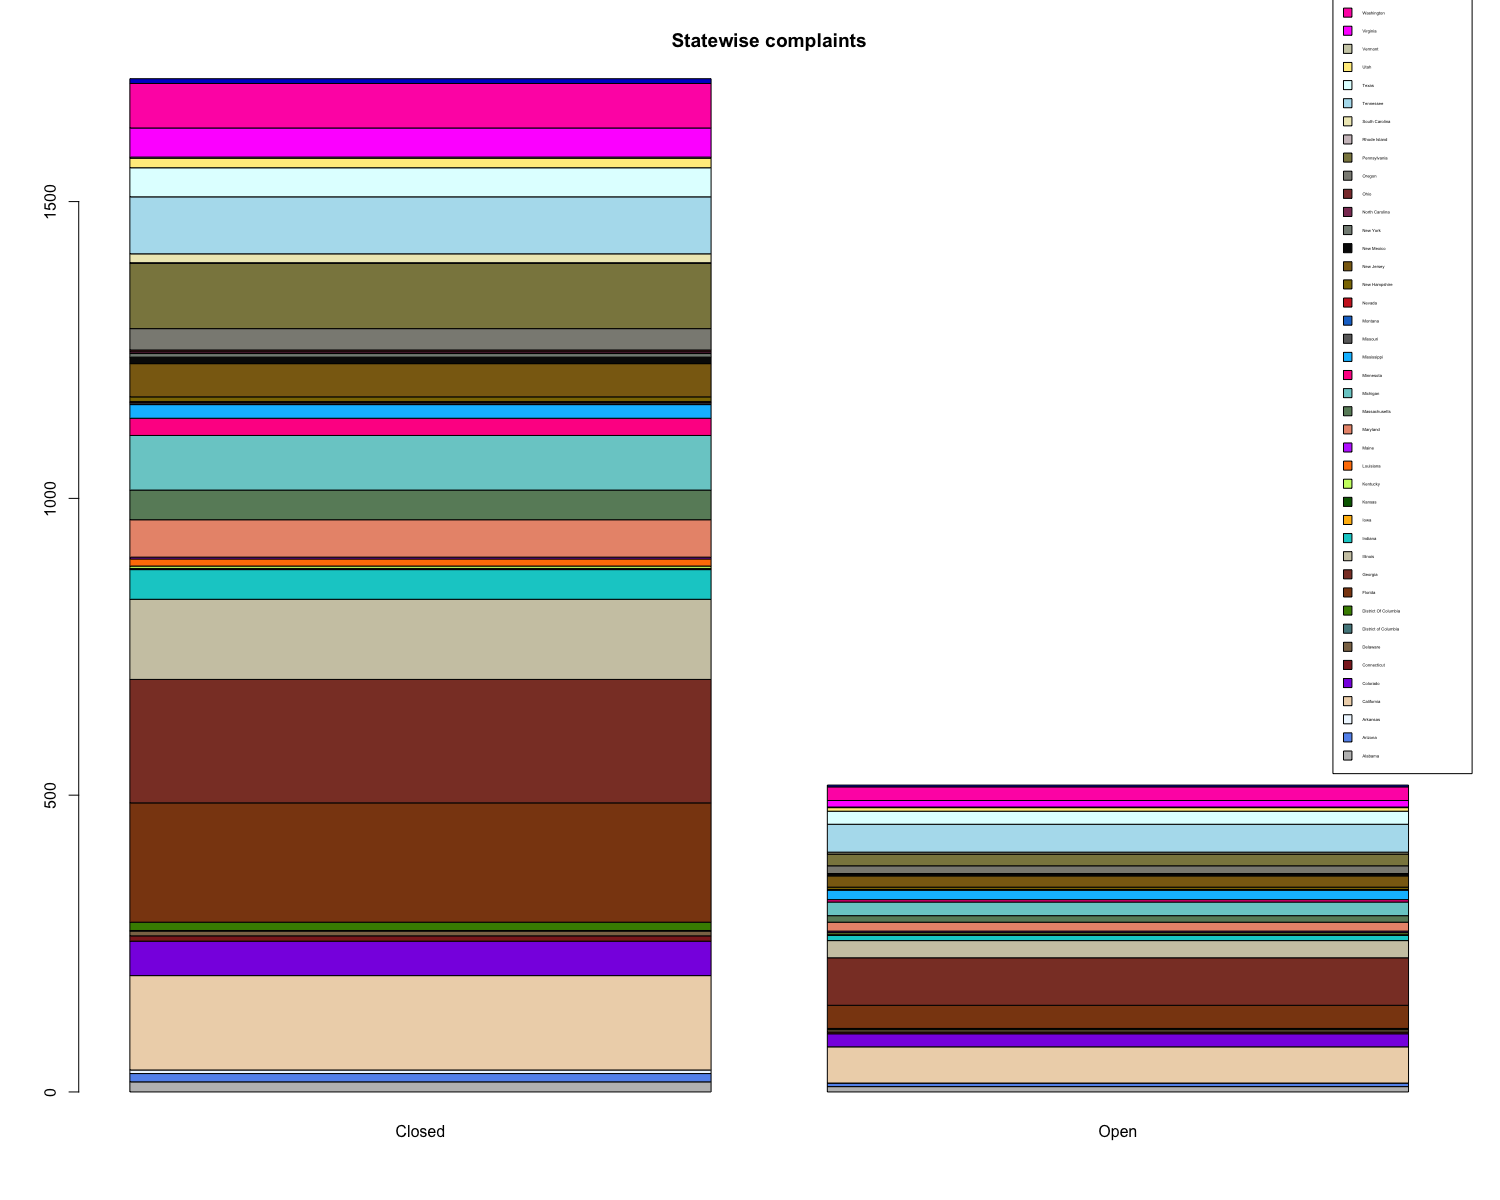 Statewise complaints
1500
1000
500
0
Closed
Open
Washington
Virginia
Vermont
Utah
Texas
Tennessee
South Carolina
Rhode Island
Pennsylvania
Oregon
Ohio
North Carolina
New York
New Mexico
New Jersey
New Hampshire
Nevada
Montana
Missouri
Mississippi
Minnesota
Michigan
Massachusetts
Maryland
Maine
Louisiana
Kentucky
Kansas
Iowa
Indiana
Illinois
Georgia
Florida
District Of Columbia
District of Columbia
Delaware
Connecticut
Colorado
California
Arkansas
Arizona
Alabama